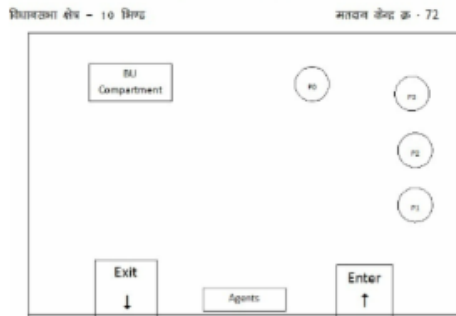 विधानसभा क्षेत्र - 10 भिण्ड
मतदान केन्द्र क्र - 72
BU
Compartment
P0
P3
P2
P1
Exit
Enter
Agents